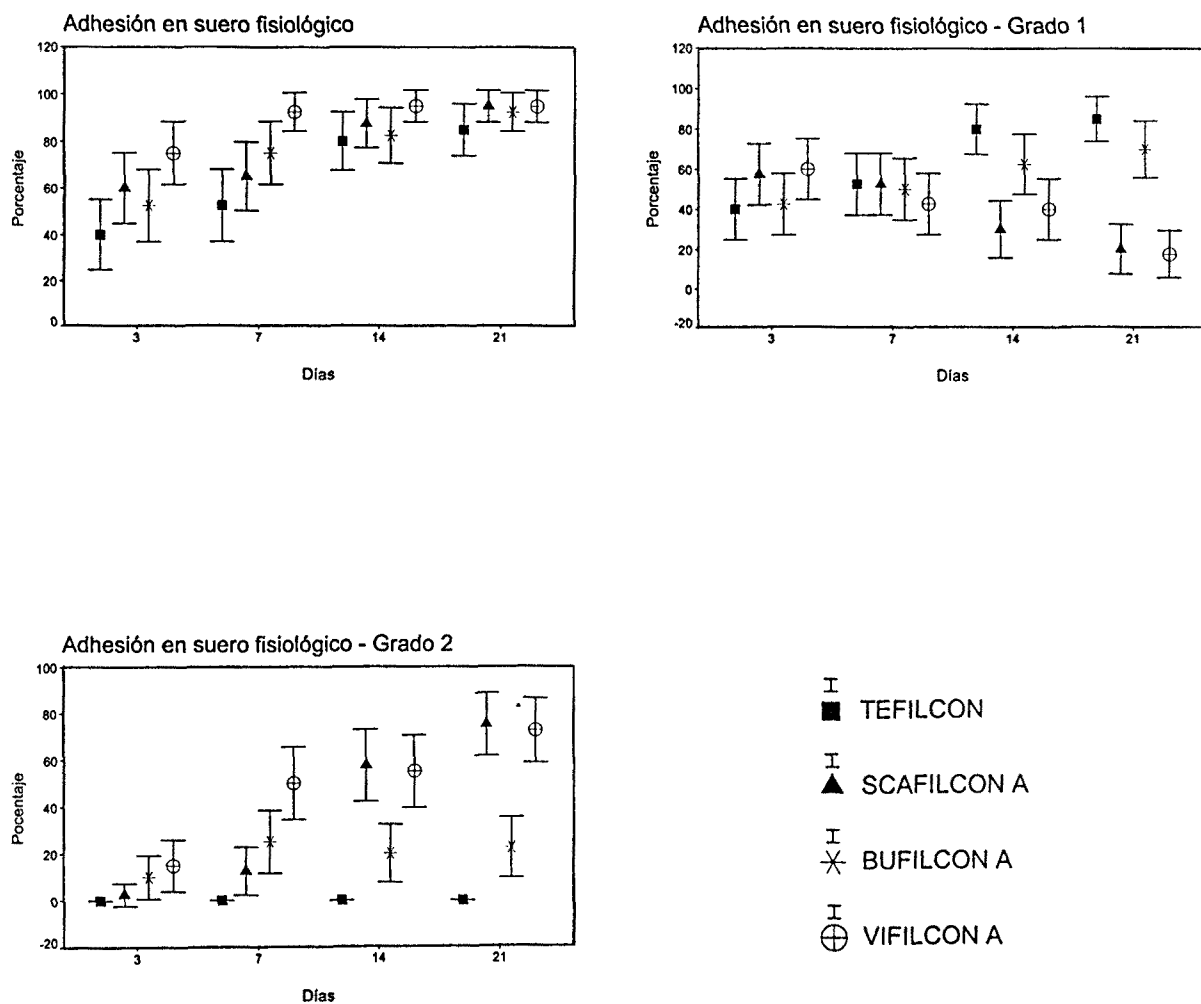 Adhesión en suero fisiológico
120
100
80
60
40
20
0
Porcentaje
3 7 14 21
Días
Adhesión en suero fisiológico - Grado 1
120
100
80
60
40
20
0
-20
Porcentaje
3 7 14 21
Días
Adhesión en suero fisiológico - Grado 2
100
80
60
40
20
0
-20
Pocentaje
3 7 14 21
Días
TEFILCON
SCAFILCON A
BUFILCON A
VIFILCON A